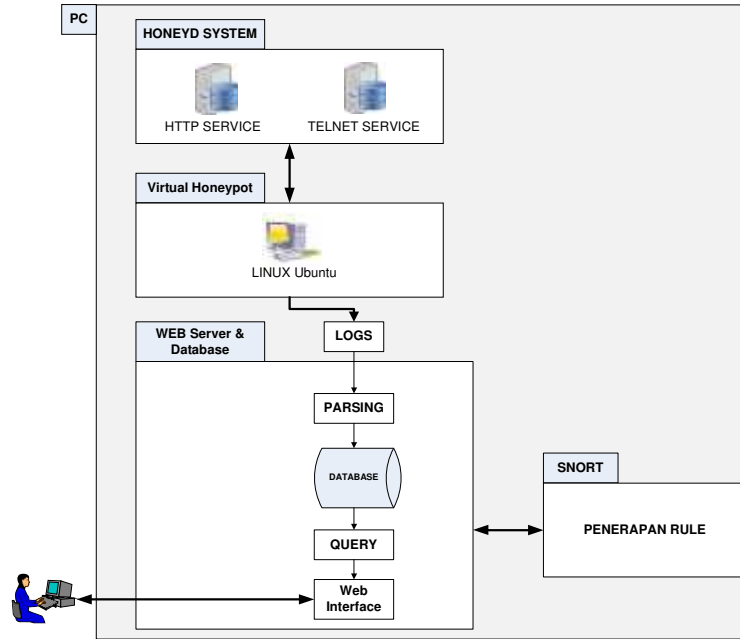 PC
HONEYD SYSTEM
HTTP SERVICE
TELNET SERVICE
Virtual Honeypot
LINUX Ubuntu
WEB Server &
Database
LOGS
PARSING
DATABASE
QUERY
Web
Interface
SNORT
PENERAPAN RULE